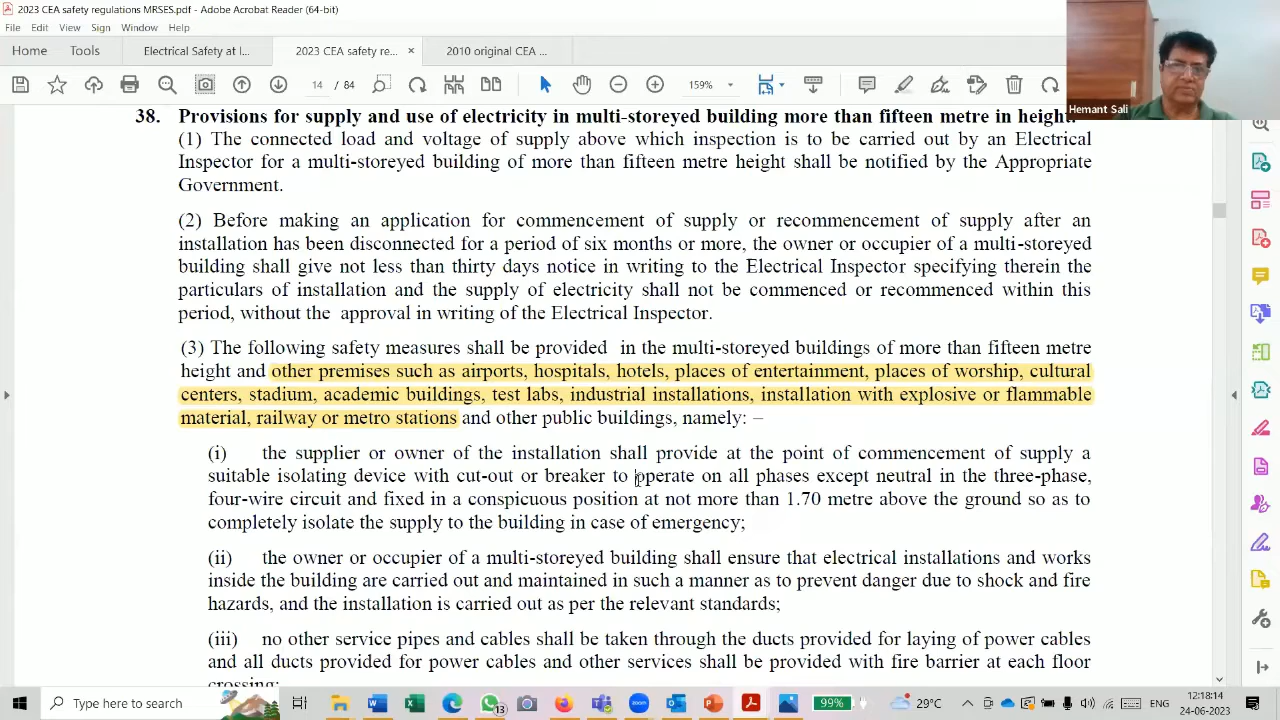 2023 CEA safety regulations MRSES.pdf - Adobe Acrobat Reader (64-bit)
File Edit View Sign Window Help
Home Tools Electrical Safety at I... 2023 CEA safety re... × 2010 original CEA ...
14 / 84 159%
Hemant Sali
38. Provisions for supply and use of electricity in multi-storeyed building more than fifteen metre in height.
(1) The connected load and voltage of supply above which inspection is to be carried out by an Electrical
Inspector for a multi-storeyed building of more than fifteen metre height shall be notified by the Appropriate
Government.
(2) Before making an application for commencement of supply or recommencement of supply after an
installation has been disconnected for a period of six months or more, the owner or occupier of a multi-storeyed
building shall give not less than thirty days notice in writing to the Electrical Inspector specifying therein the
particulars of installation and the supply of electricity shall not be commenced or recommenced within this
period, without the approval in writing of the Electrical Inspector.
(3) The following safety measures shall be provided in the multi-storeyed buildings of more than fifteen metre
height and other premises such as airports, hospitals, hotels, places of entertainment, places of worship, cultural
centers, stadium, academic buildings, test labs, industrial installations, installation with explosive or flammable
material, railway or metro stations and other public buildings, namely: –
(i) the supplier or owner of the installation shall provide at the point of commencement of supply a
suitable isolating device with cut-out or breaker to operate on all phases except neutral in the three-phase,
four-wire circuit and fixed in a conspicuous position at not more than 1.70 metre above the ground so as to
completely isolate the supply to the building in case of emergency;
(ii) the owner or occupier of a multi-storeyed building shall ensure that electrical installations and works
inside the building are carried out and maintained in such a manner as to prevent danger due to shock and fire
hazards, and the installation is carried out as per the relevant standards;
(iii) no other service pipes and cables shall be taken through the ducts provided for laying of power cables
and all ducts provided for power cables and other services shall be provided with fire barrier at each floor
crossing;
Type here to search 13 zoom 99% 29°C ENG 12:18:14
24-06-2023